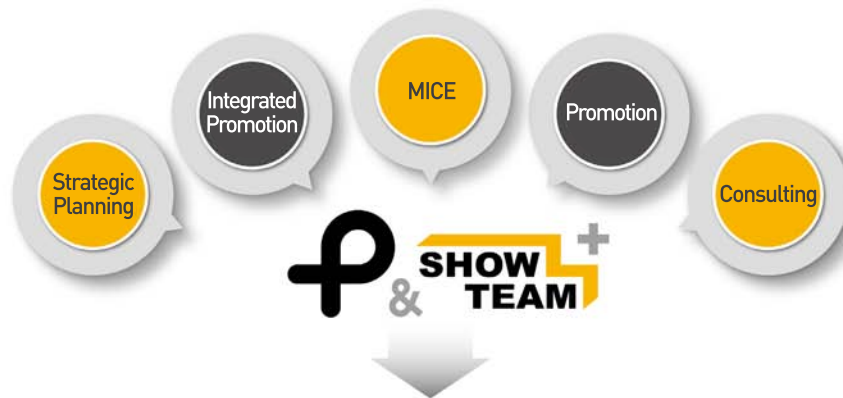 Strategic
Planning
Integrated
Promotion
MICE
Promotion
Consulting
P & SHOW
TEAM +